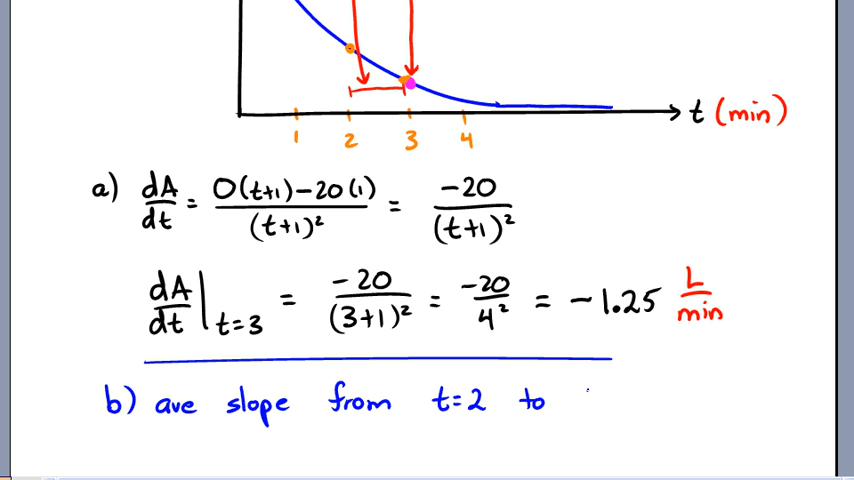 t (min)
1 2 3 4
a) dA/dt = 0(t+1)-20(1)/(t+1)² = -20/(t+1)²
dA/dt|t=3 = -20/(3+1)² = -20/4² = -1.25 L/min
b) ave slope from t=2 to